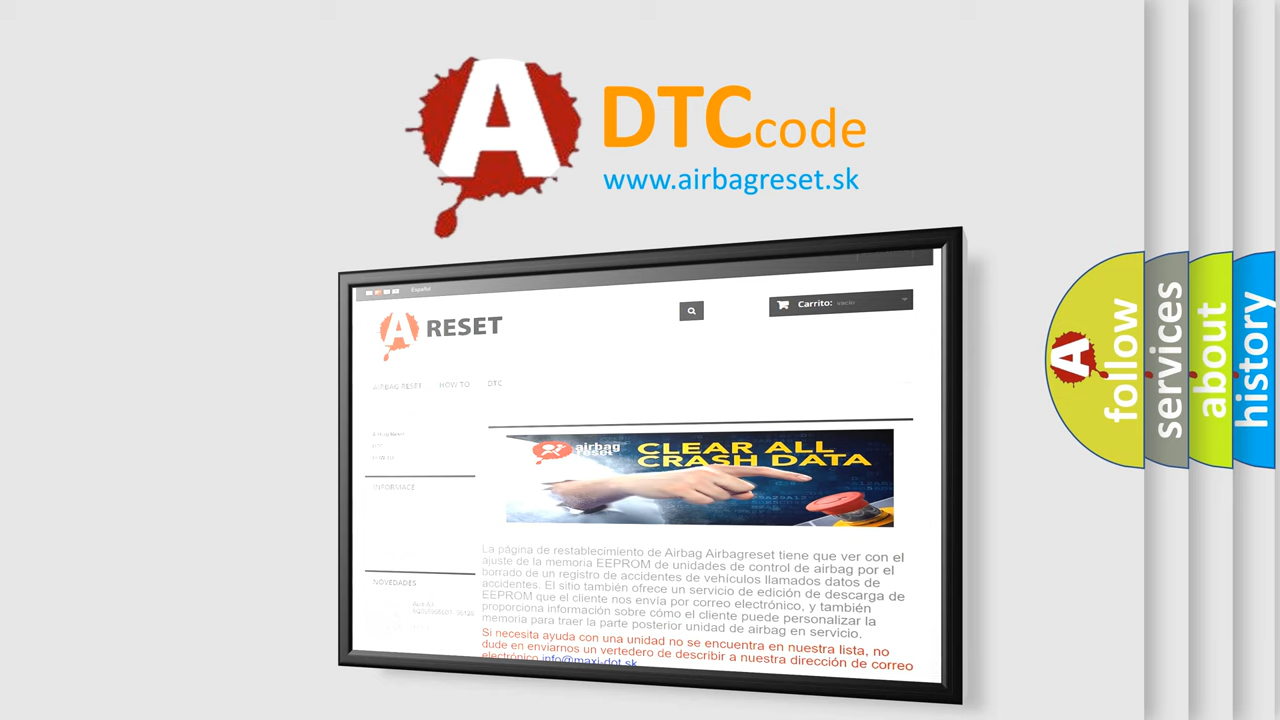 A
DTCcode
www.airbagreset.sk
Español
A RESET
Carrito: vacío
AIRBAG RESET HOW TO DTC
INFORMACE
NOVEDADES
airbag
reset
CLEAR ALL
CRASH DATA
La página de restablecimiento de Airbag Airbagreset tiene que ver con el
ajuste de la memoria EEPROM de unidades de control de airbag por el
borrado de un registro de accidentes de vehículos llamados datos de
accidentes. El sitio también ofrece un servicio de edición de descarga de
EEPROM que el cliente nos envía por correo electrónico, y también
proporciona información sobre cómo el cliente puede personalizar la
memoria para traer la parte posterior unidad de airbag en servicio.
Si necesita ayuda con una unidad no se encuentra en nuestra lista, no
dude en enviarnos un vertedero de describir a nuestra dirección de correo
electrónico info@maxi-dot.sk
A follow
services
about
history